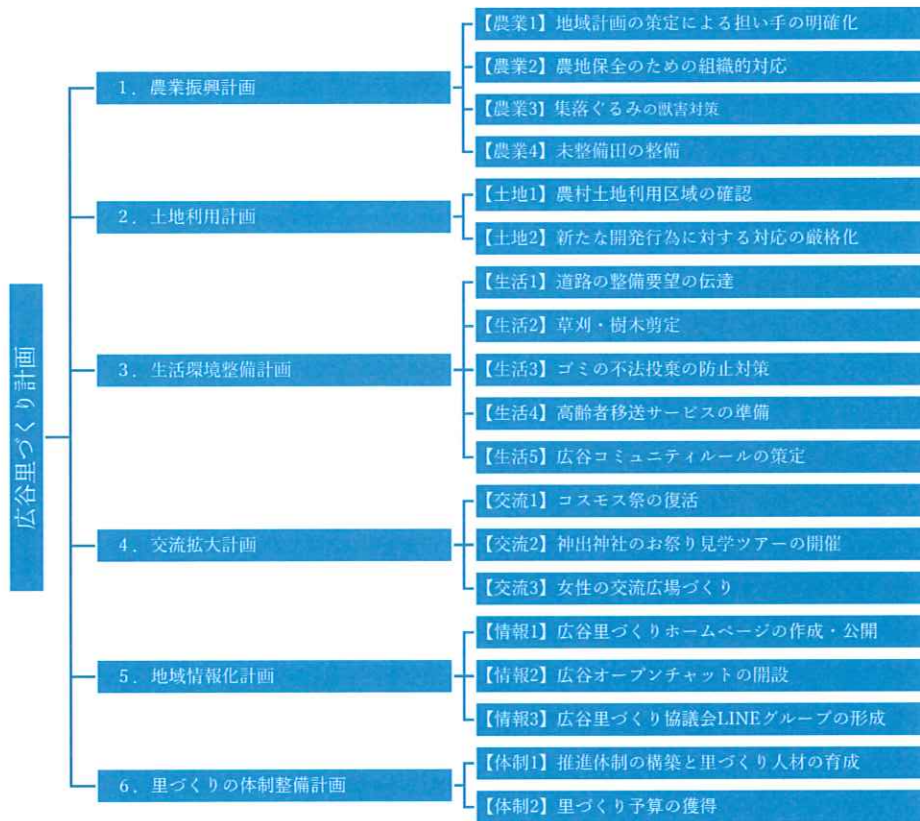 広谷里づくり計画
1．農業振興計画
【農業1】地域計画の策定による担い手の明確化
【農業2】農地保全のための組織的対応
【農業3】集落ぐるみの獣害対策
【農業4】未整備田の整備
2．土地利用計画
【土地1】農村土地利用区域の確認
【土地2】新たな開発行為に対する対応の厳格化
3．生活環境整備計画
【生活1】道路の整備要望の伝達
【生活2】草刈・樹木剪定
【生活3】ゴミの不法投棄の防止対策
【生活4】高齢者移送サービスの準備
【生活5】広谷コミュニティルールの策定
4．交流拡大計画
【交流1】コスモス祭の復活
【交流2】神出神社のお祭り見学ツアーの開催
【交流3】女性の交流広場づくり
5．地域情報化計画
【情報1】広谷里づくりホームページの作成・公開
【情報2】広谷オープンチャットの開設
【情報3】広谷里づくり協議会LINEグループの形成
6．里づくりの体制整備計画
【体制1】推進体制の構築と里づくり人材の育成
【体制2】里づくり予算の獲得